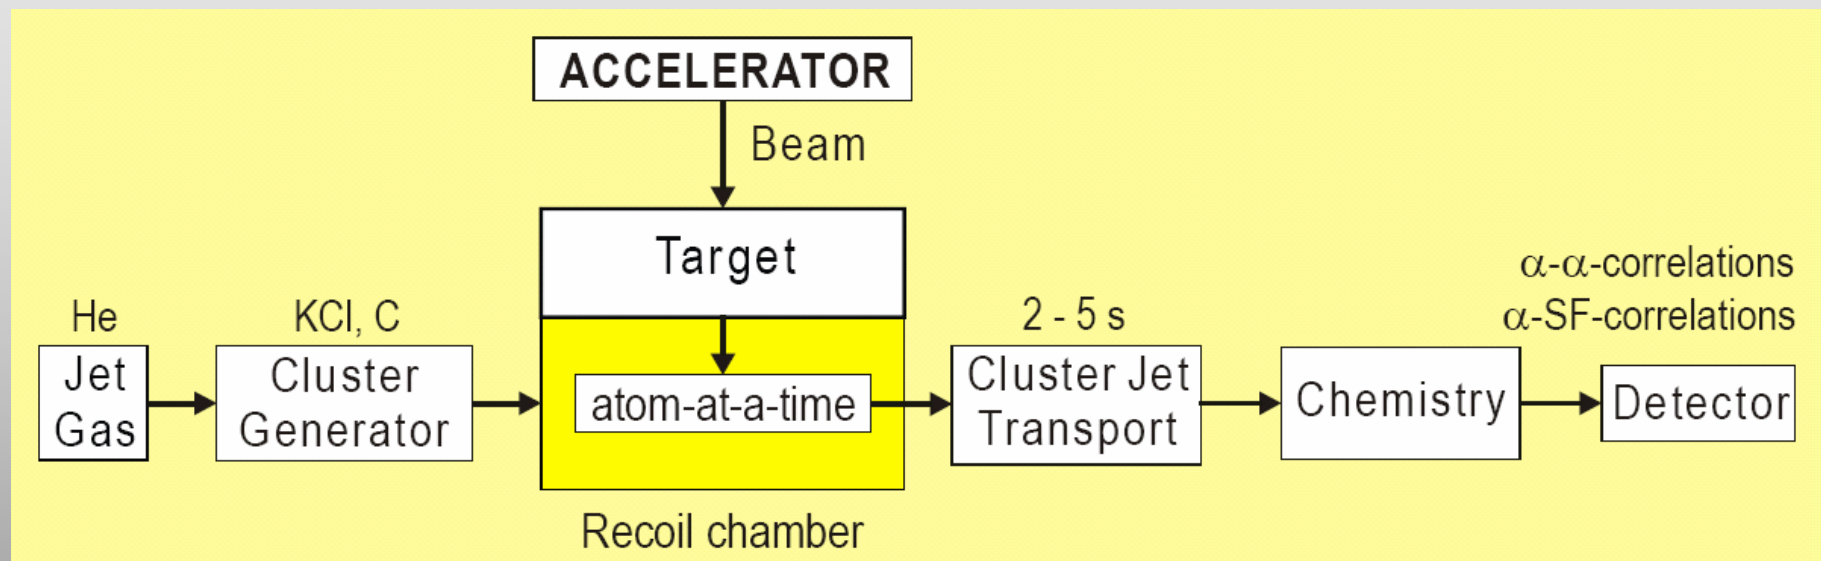 ACCELERATOR
Beam
Target
α-α-correlations
α-SF-correlations
He
KCl, C
2 - 5 s
Jet
Gas
Cluster
Generator
atom-at-a-time
Cluster Jet
Transport
Chemistry
Detector
Recoil chamber